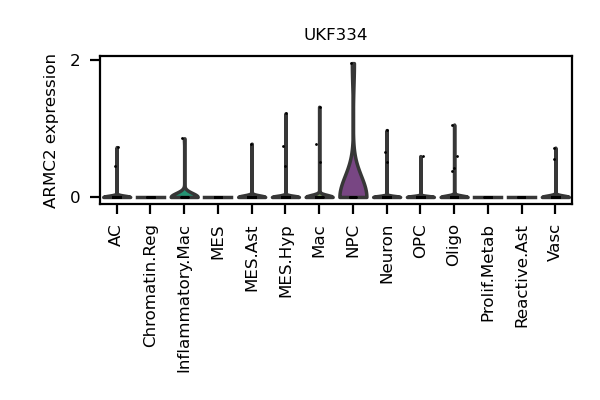 UKF334
ARMC2 expression
2
0
AC
Chromatin.Reg
Inflammatory.Mac
MES
MES.Ast
MES.Hyp
Mac
NPC
Neuron
OPC
Oligo
Prolif.Metab
Reactive.Ast
Vasc